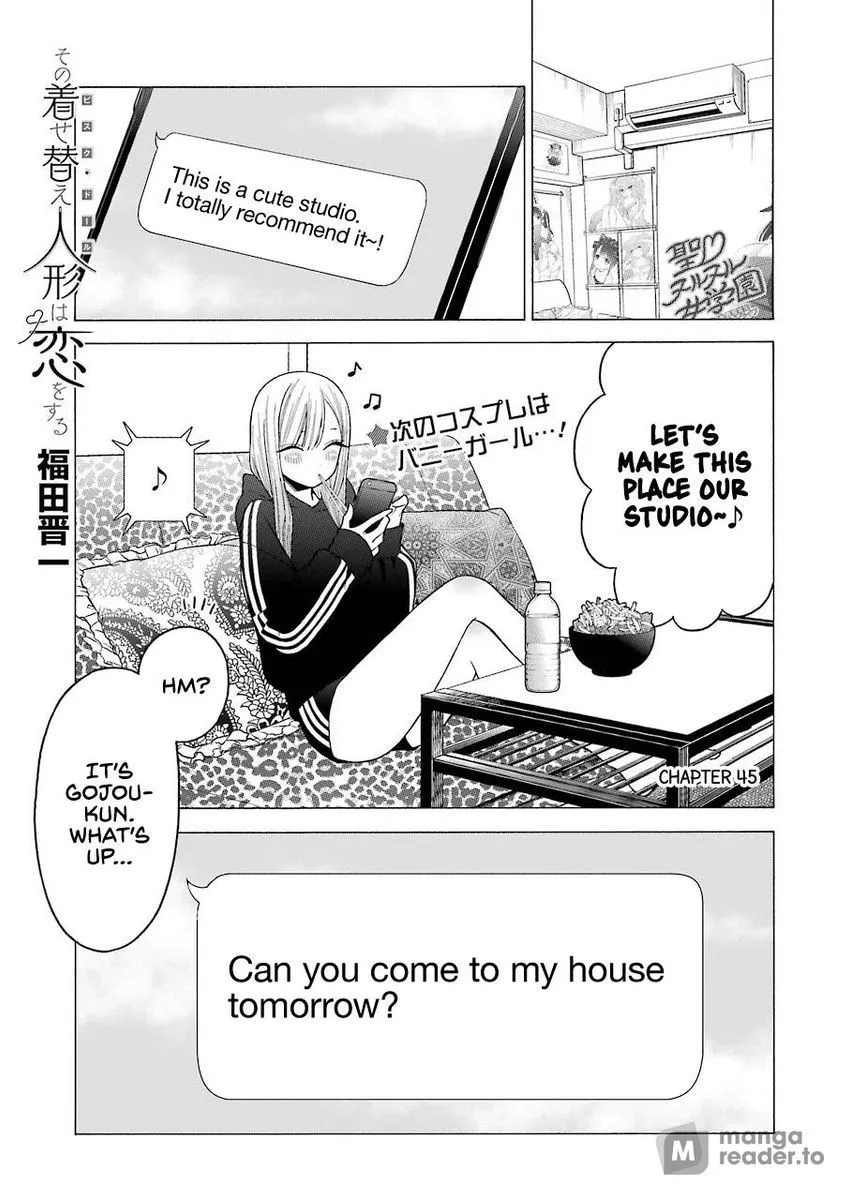 その着せ替え人形は恋をする
ビスク・ドール
福田晋一
聖♡
ヌルヌル
女学園
This is a cute studio.
I totally recommend it~!
LET'S
MAKE THIS
PLACE OUR
STUDIO~♪
★次のコスプレは
バニーガール…!
♪
♫
♪
HM?
IT'S
GOJOU-
KUN.
WHAT'S
UP...
CHAPTER 45
Can you come to my house
tomorrow?
M manga
reader.to